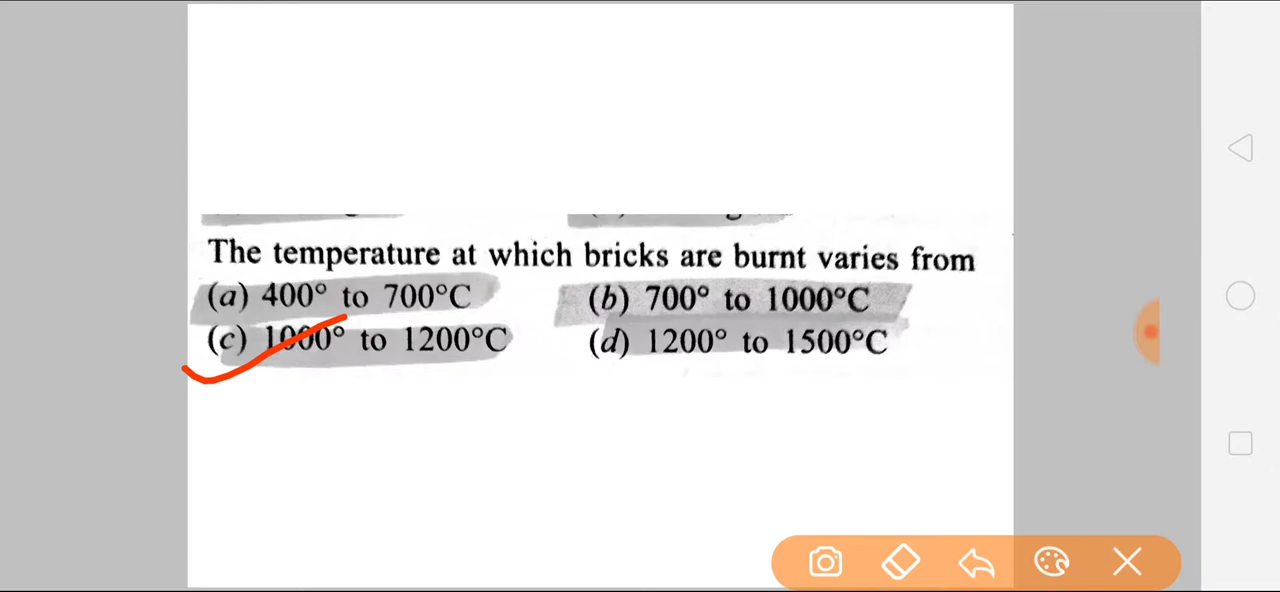 The temperature at which bricks are burnt varies from
(a) 400° to 700°C (b) 700° to 1000°C
(c) 1000° to 1200°C (d) 1200° to 1500°C